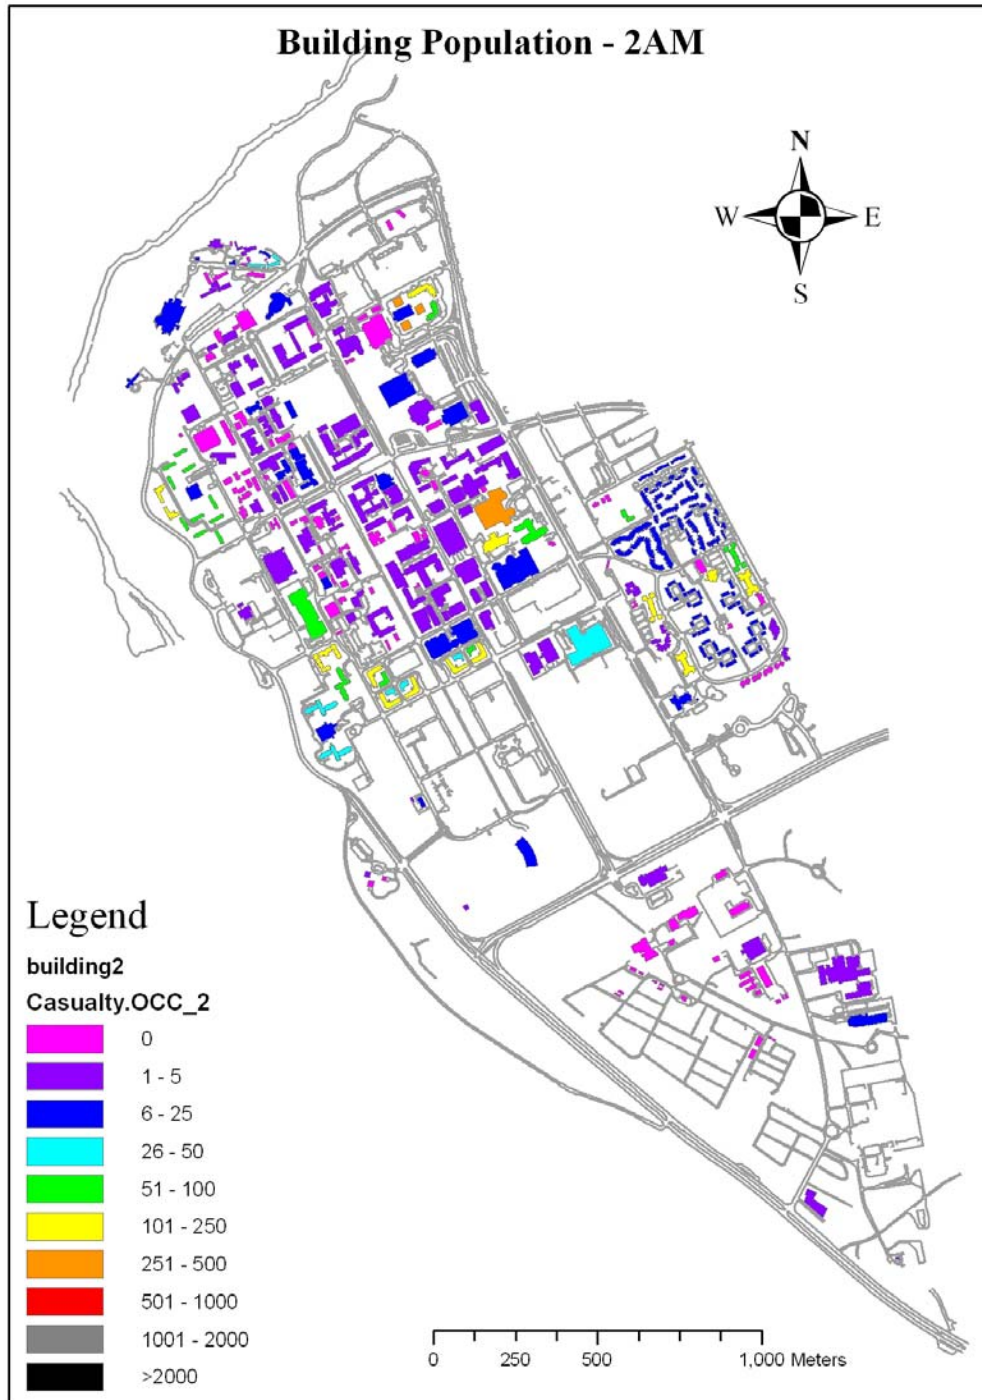 Building Population - 2AM
N
W
E
S
Legend
building2
Casualty.OCC_2
0
1 - 5
6 - 25
26 - 50
51 - 100
101 - 250
251 - 500
501 - 1000
1001 - 2000
>2000
0
250
500
1,000 Meters